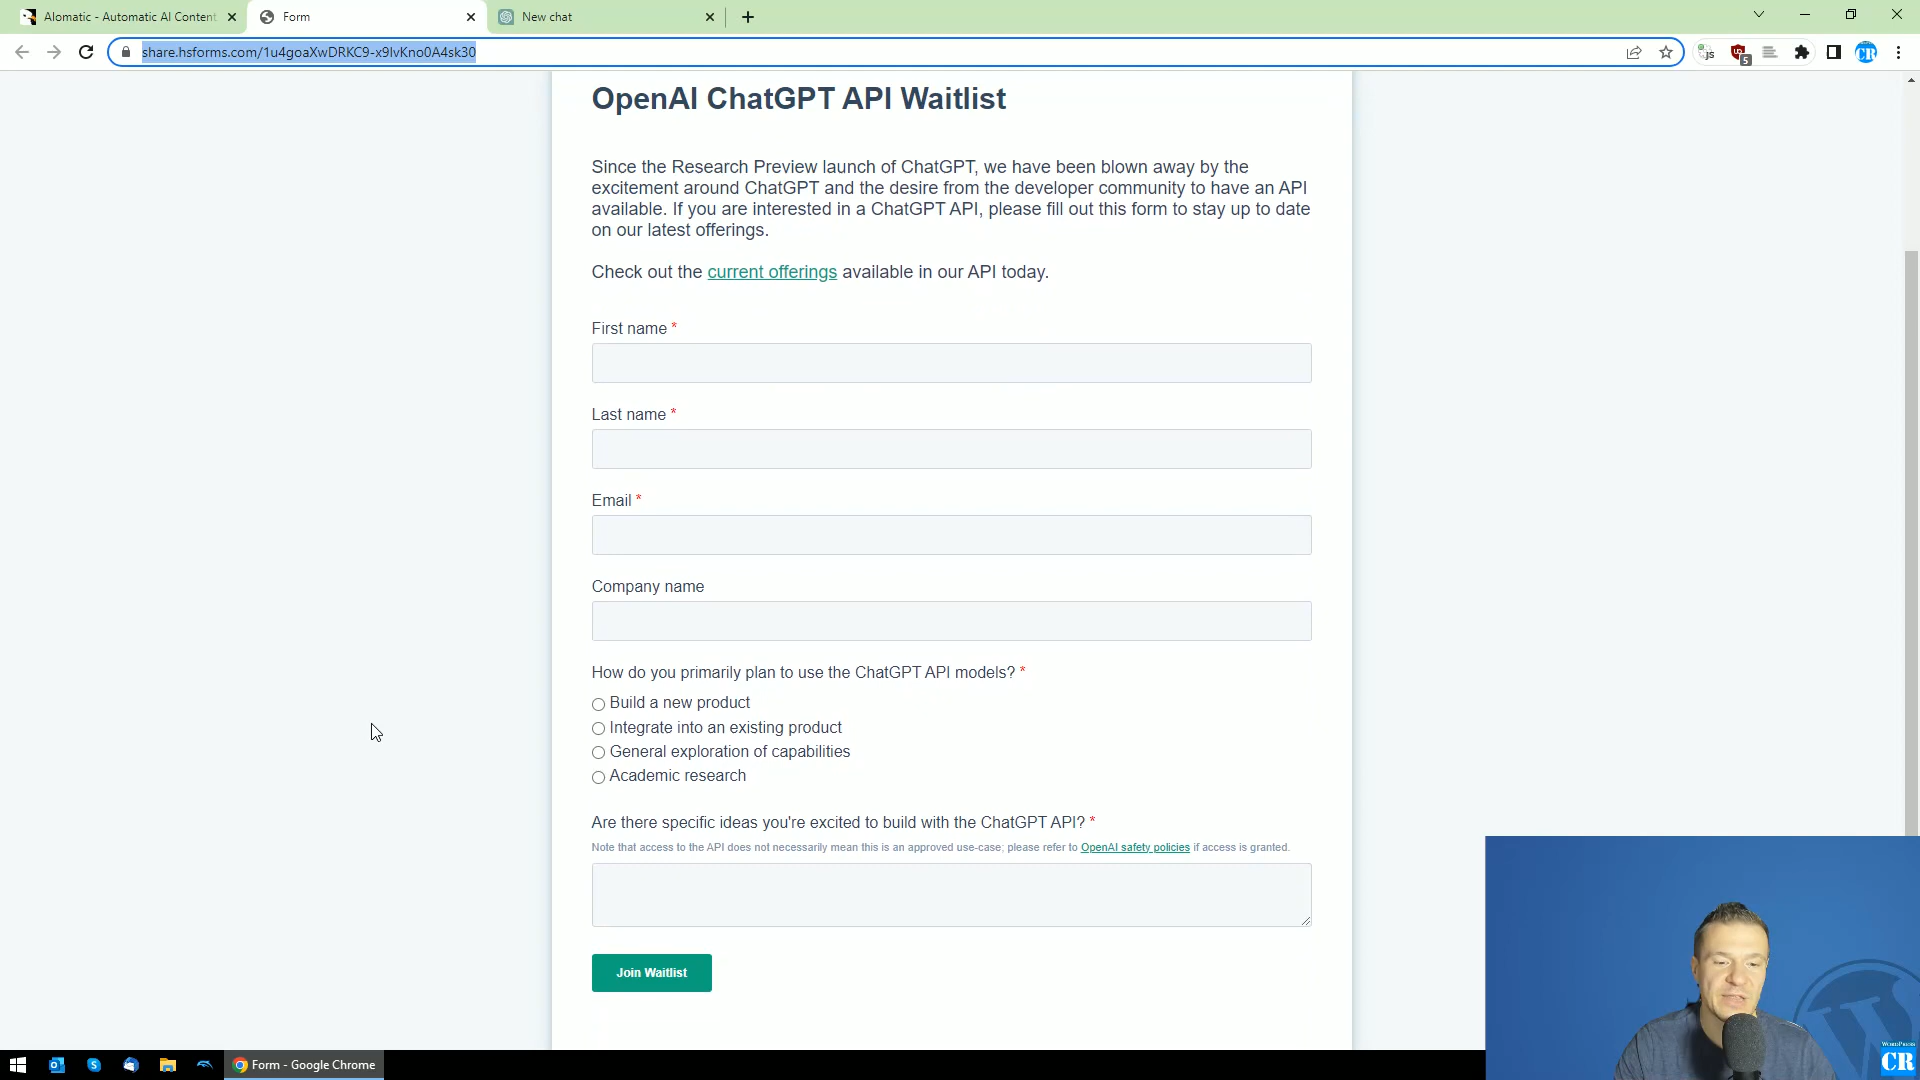 AIomatic - Automatic AI Content
Form
New chat
share.hsforms.com/1u4goaXwDRKC9-x9IvKno0A4sk30
JS
5
CR
OpenAI ChatGPT API Waitlist
Since the Research Preview launch of ChatGPT, we have been blown away by the
excitement around ChatGPT and the desire from the developer community to have an API
available. If you are interested in a ChatGPT API, please fill out this form to stay up to date
on our latest offerings.
Check out the current offerings available in our API today.
First name *
Last name *
Email *
Company name
How do you primarily plan to use the ChatGPT API models? *
Build a new product
Integrate into an existing product
General exploration of capabilities
Academic research
Are there specific ideas you're excited to build with the ChatGPT API? *
Note that access to the API does not necessarily mean this is an approved use-case; please refer to OpenAI safety policies if access is granted.
Join Waitlist
Form - Google Chrome
WORDPRESS
CR